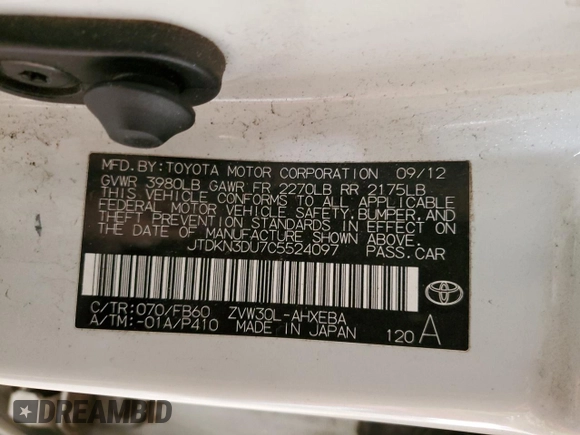 MFD.BY:TOYOTA MOTOR CORPORATION 09/12
GVWR 3980LB GAWR FR 2270LB RR 2175LB
THIS VEHICLE CONFORMS TO ALL APPLICABLE
FEDERAL MOTOR VEHICLE SAFETY,BUMPER,AND
THEFT PREVENTION STANDARDS IN EFFECT
ON THE DATE OF MANUFACTURE SHOWN ABOVE.
JTDKN3DU7C5524097 PASS.CAR
C/TR:070/FB60 ZVW30L-AHXEBA
A/TM:-01A/P410 MADE IN JAPAN 120 A
DREAMBID